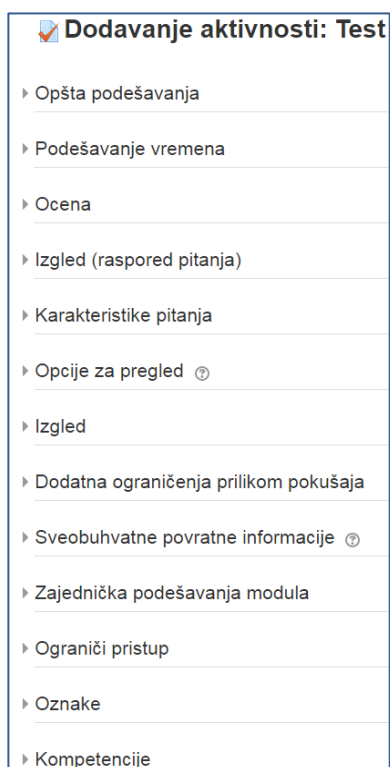 Dodavanje aktivnosti: Test
Opšta podešavanja
Podešavanje vremena
Ocena
Izgled (raspored pitanja)
Karakteristike pitanja
Opcije za pregled
Izgled
Dodatna ograničenja prilikom pokušaja
Sveobuhvatne povratne informacije
Zajednička podešavanja modula
Ograniči pristup
Oznake
Kompetencije